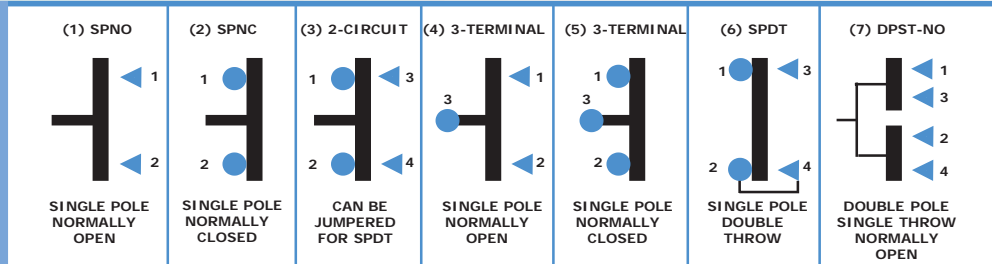 (1) SPNO
1
2
SINGLE POLE
NORMALLY
OPEN
(2) SPNC
1
2
SINGLE POLE
NORMALLY
CLOSED
(3) 2-CIRCUIT
1 3
2 4
CAN BE
JUMPERED
FOR SPDT
(4) 3-TERMINAL
1
3
2
SINGLE POLE
NORMALLY
OPEN
(5) 3-TERMINAL
1
3
2
SINGLE POLE
NORMALLY
CLOSED
(6) SPDT
1 3
2 4
SINGLE POLE
DOUBLE
THROW
(7) DPST-NO
1
3
2
4
DOUBLE POLE
SINGLE THROW
NORMALLY
OPEN